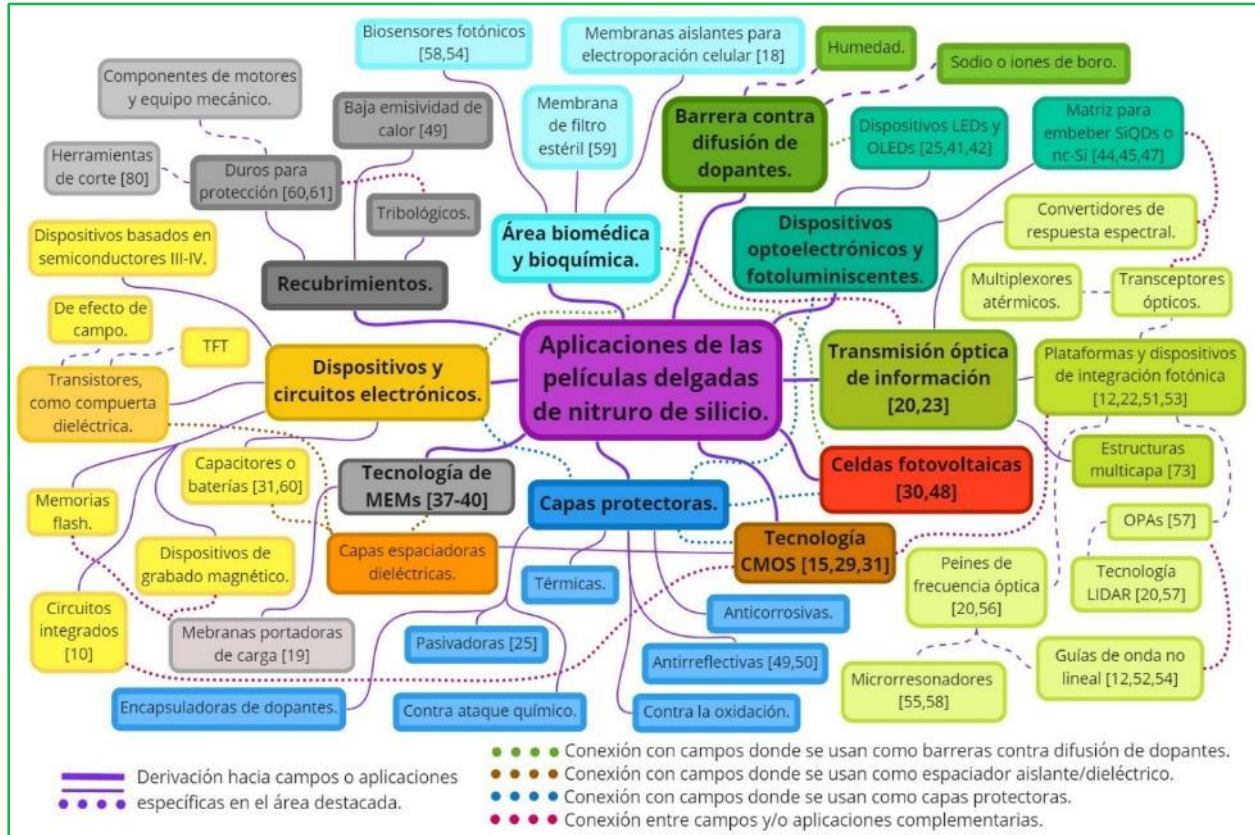 Biosensores fotónicos
[58,54]
Membranas aislantes para
electroporación celular [18]
Humedad.
Sodio o iones de boro.
Componentes de motores
y equipo mecánico.
Baja emisividad de
calor [49]
Membrana
de filtro
estéril [59]
Barrera contra
difusión de
dopantes.
Dispositivos LEDs y
OLEDs [25,41,42]
Matriz para
embeber SiQDs o
nc-Si [44,45,47]
Herramientas
de corte [80]
Duros para
protección [60,61]
Tribológicos.
Área biomédica
y bioquímica.
Dispositivos
optoelectrónicos y
fotoluminiscentes.
Convertidores de
respuesta espectral.
Dispositivos basados en
semiconductores III-IV.
Recubrimientos.
Multiplexores
atérmicos.
Transceptores
ópticos.
De efecto de
campo.
TFT
Transistores,
como compuerta
dieléctrica.
Dispositivos y
circuitos electrónicos.
Aplicaciones de las
películas delgadas
de nitruro de silicio.
Transmisión óptica
de información
[20,23]
Plataformas y dispositivos
de integración fotónica
[12,22,51,53]
Estructuras
multicapa [73]
Memorias
flash.
Capacitores o
baterías [31,60]
Tecnología de
MEMs [37-40]
Capas protectoras.
Celdas fotovoltaicas
[30,48]
OPAs [57]
Dispositivos de
grabado magnético.
Capas espaciadoras
dieléctricas.
Tecnología
CMOS [15,29,31]
Peines de
frecuencia óptica
[20,56]
Tecnología
LIDAR [20,57]
Circuitos
integrados
[10]
Mebranas portadoras
de carga [19]
Térmicas.
Anticorrosivas.
Pasivadoras [25]
Antirreflectivas [49,50]
Microrresonadores
[55,58]
Guías de onda no
lineal [12,52,54]
Encapsuladoras de dopantes.
Contra ataque químico.
Contra la oxidación.
Derivación hacia campos o aplicaciones
específicas en el área destacada.
Conexión con campos donde se usan como barreras contra difusión de dopantes.
Conexión con campos donde se usan como espaciador aislante/dieléctrico.
Conexión con campos donde se usan como capas protectoras.
Conexión entre campos y/o aplicaciones complementarias.